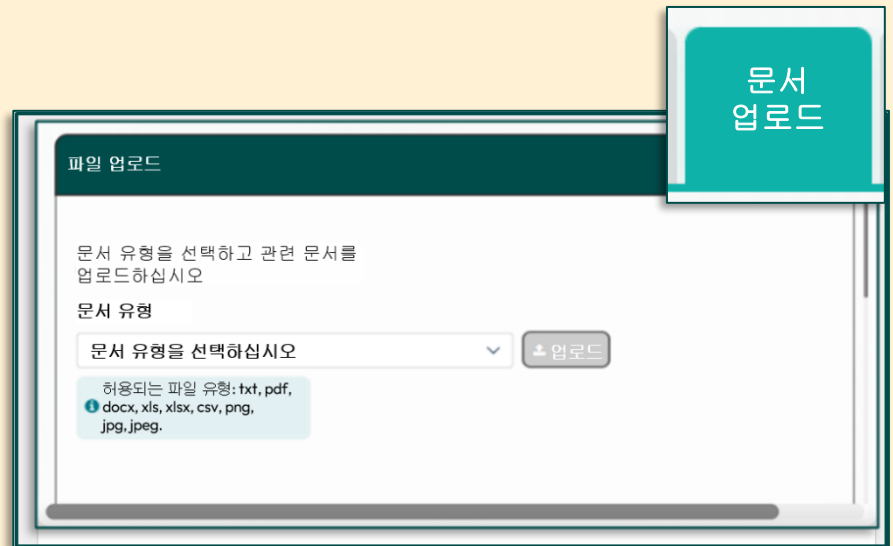 문서
업로드
파일 업로드
문서 유형을 선택하고 관련 문서를
업로드하십시오
문서 유형
문서 유형을 선택하십시오
업로드
허용되는 파일 유형: txt, pdf,
docx, xls, xlsx, csv, png,
jpg, jpeg.